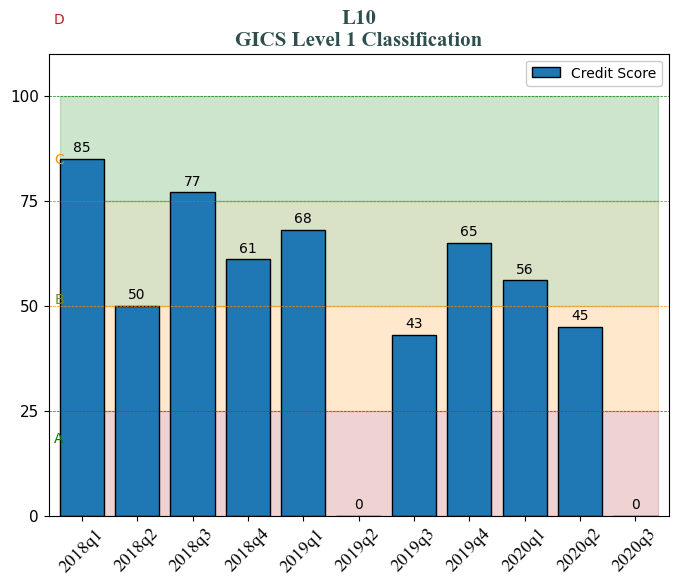 D
L10
GICS Level 1 Classification
Credit Score
100
75
50
25
0
C
B
A
85
50
77
61
68
0
43
65
56
45
0
2018q1
2018q2
2018q3
2018q4
2019q1
2019q2
2019q3
2019q4
2020q1
2020q2
2020q3